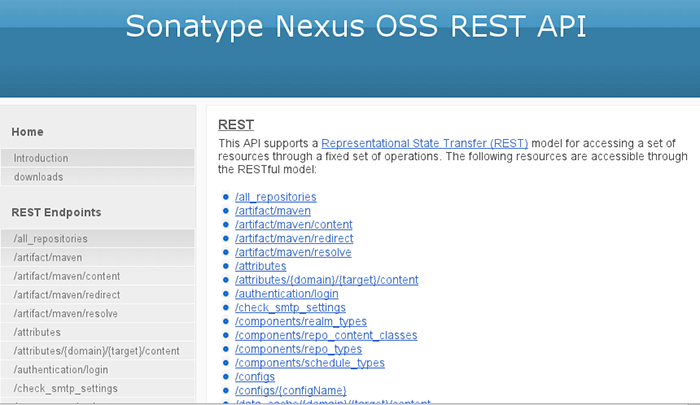 Sonatype Nexus OSS REST API
Home
Introduction
downloads
REST Endpoints
/all_repositories
/artifact/maven
/artifact/maven/content
/artifact/maven/redirect
/artifact/maven/resolve
/attributes
/attributes/{domain}/{target}/content
/authentication/login
/check_smtp_settings
REST
This API supports a Representational State Transfer (REST) model for accessing a set of
resources through a fixed set of operations. The following resources are accessible through
the RESTful model:
/all_repositories
/artifact/maven
/artifact/maven/content
/artifact/maven/redirect
/artifact/maven/resolve
/attributes
/attributes/{domain}/{target}/content
/authentication/login
/check_smtp_settings
/components/realm_types
/components/repo_content_classes
/components/repo_types
/components/schedule_types
/configs
/configs/{configName}
/data_cache/{domain}/{target}/content